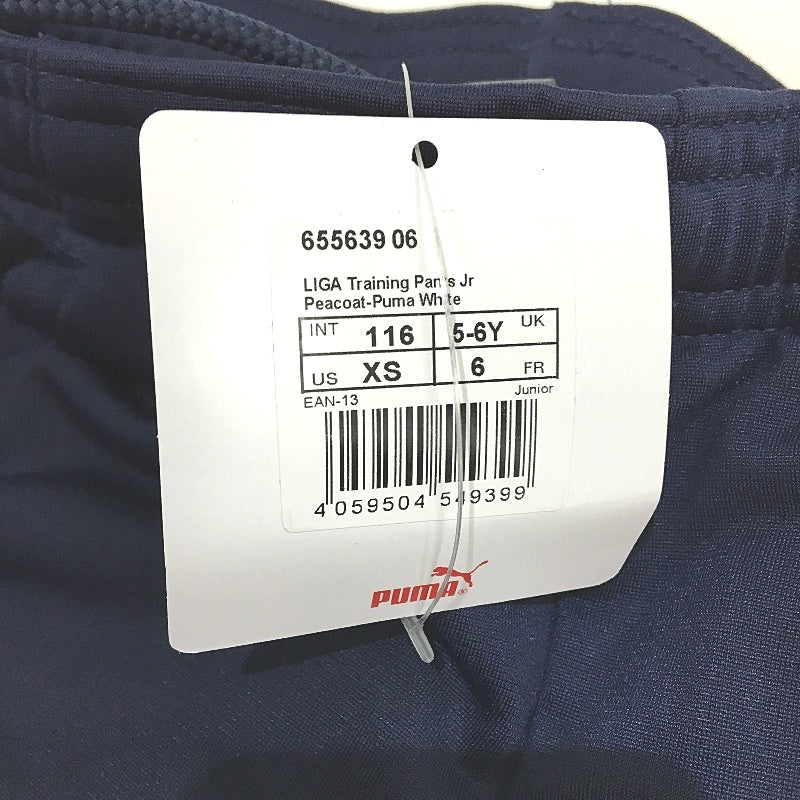 655639 06
LIGA Training Pants Jr
Peacoat-Puma White
INT 116 5-6Y UK
US XS 6 FR
EAN-13 Junior
4 059504 549399
PUMA®